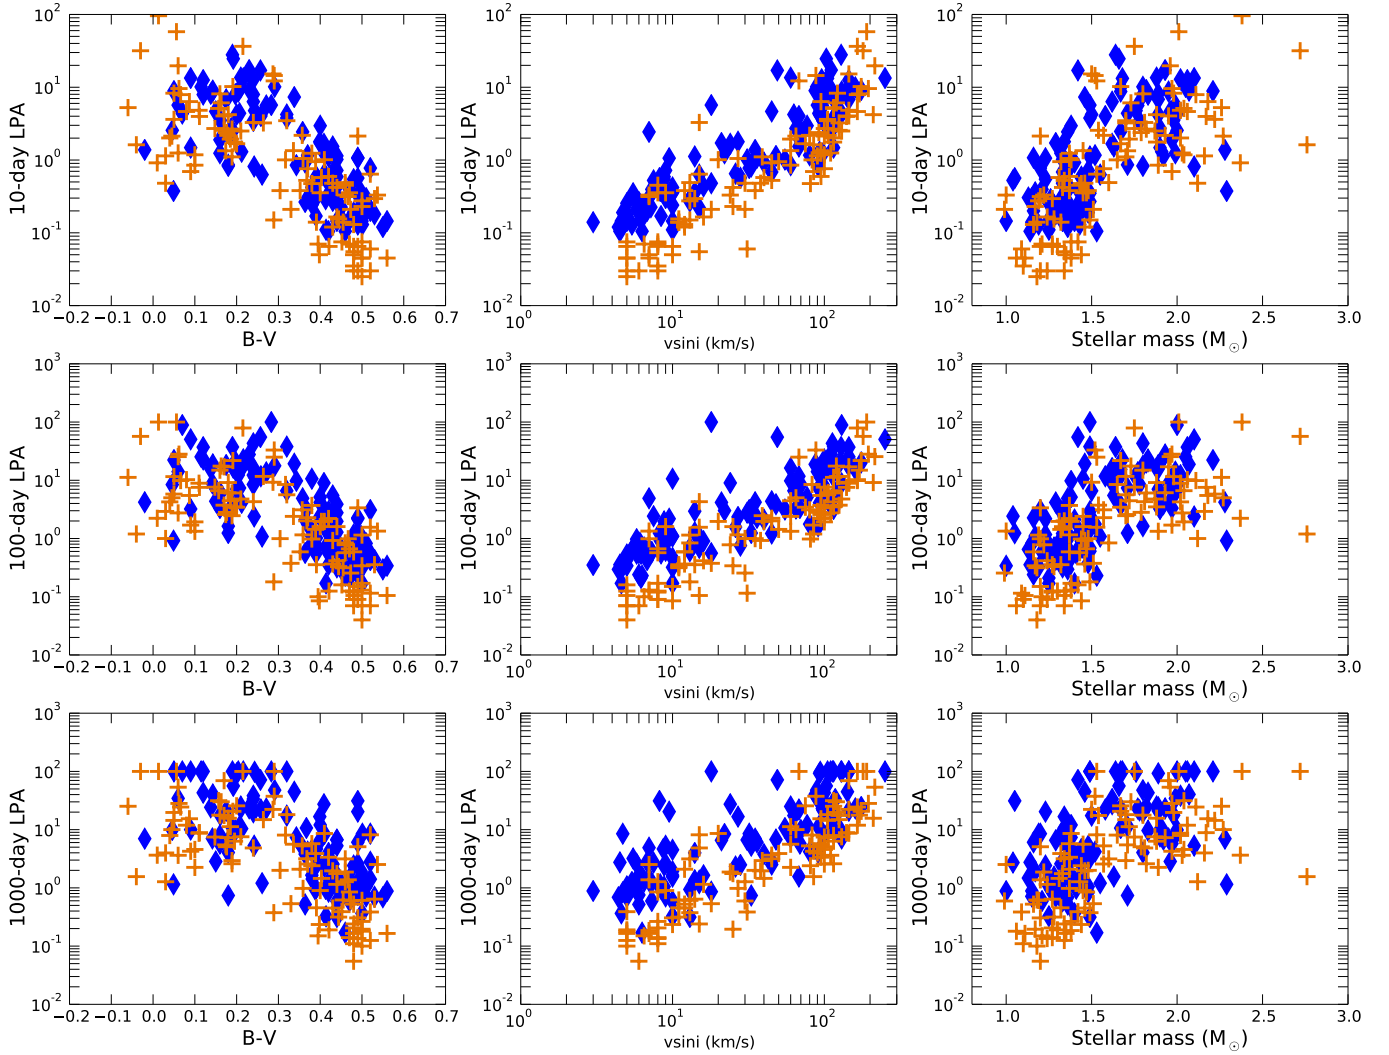 10-day LPA
10² 10¹ 10⁰ 10⁻¹ 10⁻²
−0.2 −0.1 0.0 0.1 0.2 0.3 0.4 0.5 0.6 0.7
B-V
10-day LPA
10² 10¹ 10⁰ 10⁻¹ 10⁻²
10⁰ 10¹ 10²
vsini (km/s)
10-day LPA
10² 10¹ 10⁰ 10⁻¹ 10⁻²
1.0 1.5 2.0 2.5 3.0
Stellar mass (M☉)
100-day LPA
10³ 10² 10¹ 10⁰ 10⁻¹ 10⁻²
−0.2 −0.1 0.0 0.1 0.2 0.3 0.4 0.5 0.6 0.7
B-V
100-day LPA
10³ 10² 10¹ 10⁰ 10⁻¹ 10⁻²
10⁰ 10¹ 10²
vsini (km/s)
100-day LPA
10³ 10² 10¹ 10⁰ 10⁻¹ 10⁻²
1.0 1.5 2.0 2.5 3.0
Stellar mass (M☉)
1000-day LPA
10³ 10² 10¹ 10⁰ 10⁻¹ 10⁻²
−0.2 −0.1 0.0 0.1 0.2 0.3 0.4 0.5 0.6 0.7
B-V
1000-day LPA
10³ 10² 10¹ 10⁰ 10⁻¹ 10⁻²
10⁰ 10¹ 10²
vsini (km/s)
1000-day LPA
10³ 10² 10¹ 10⁰ 10⁻¹ 10⁻²
1.0 1.5 2.0 2.5 3.0
Stellar mass (M☉)